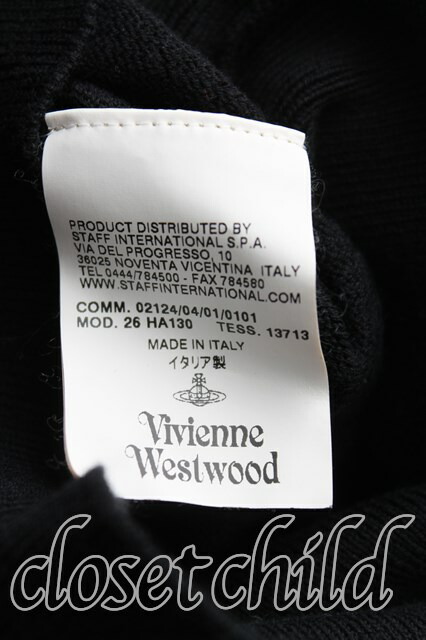 PRODUCT DISTRIBUTED BY
STAFF INTERNATIONAL S.P.A.
VIA DEL PROGRESSO, 10
36025 NOVENTA VICENTINA ITALY
TEL 0444/784500 FAX 784580
WWW.STAFFINTERNATIONAL.COM
COMM. 02124/04/01/0101
MOD. 26 HA130 TESS. 13713
MADE IN ITALY
イタリア製
Vivienne
Westwood
closet child